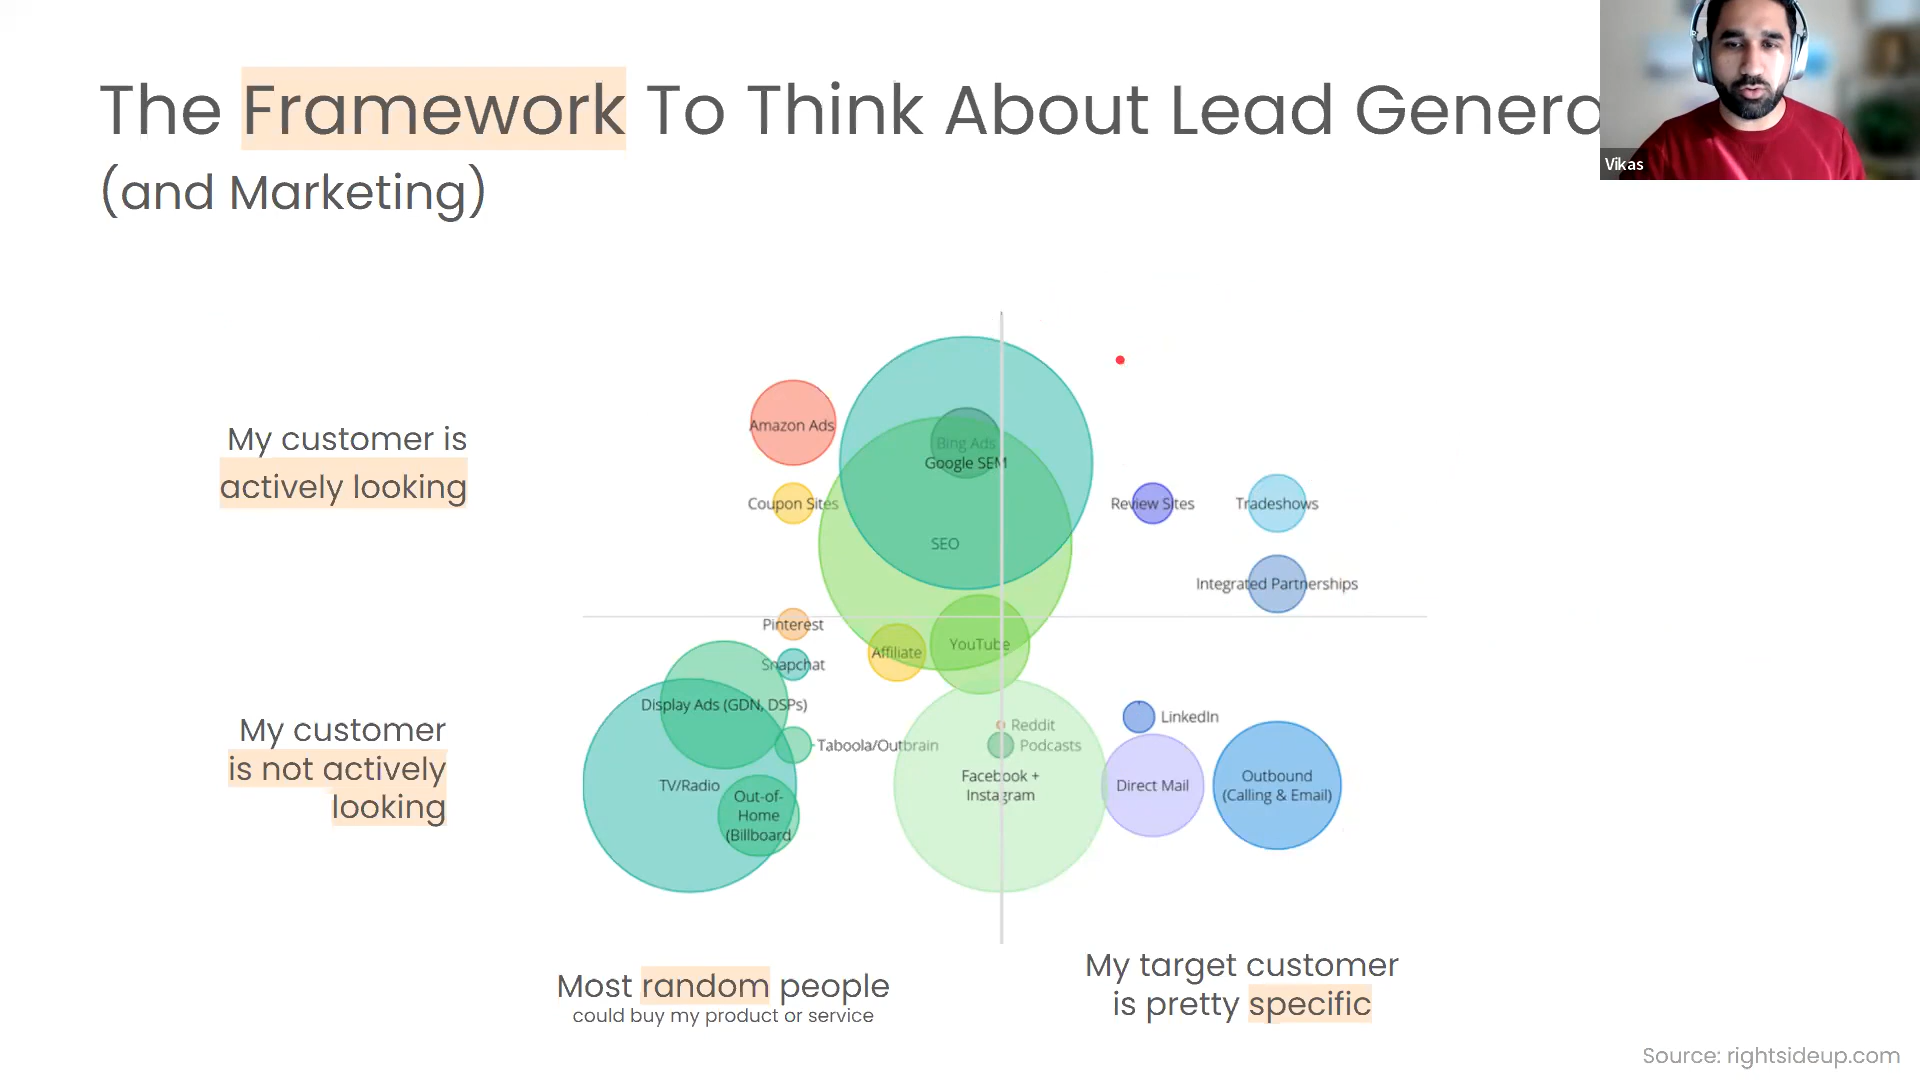 The Framework To Think About Lead Genera
(and Marketing)
Vikas
My customer is
actively looking
My customer
is not actively
looking
Amazon Ads
Bing Ads
Google SEM
Coupon Sites
SEO
Review Sites
Tradeshows
Integrated Partnerships
Pinterest
Snapchat
Affiliate
YouTube
Display Ads (GDN, DSPs)
Taboola/Outbrain
TV/Radio
Out-of-
Home
(Billboard
Reddit
Podcasts
Facebook +
Instagram
LinkedIn
Direct Mail
Outbound
(Calling & Email)
Most random people
could buy my product or service
My target customer
is pretty specific
Source: rightsideup.com